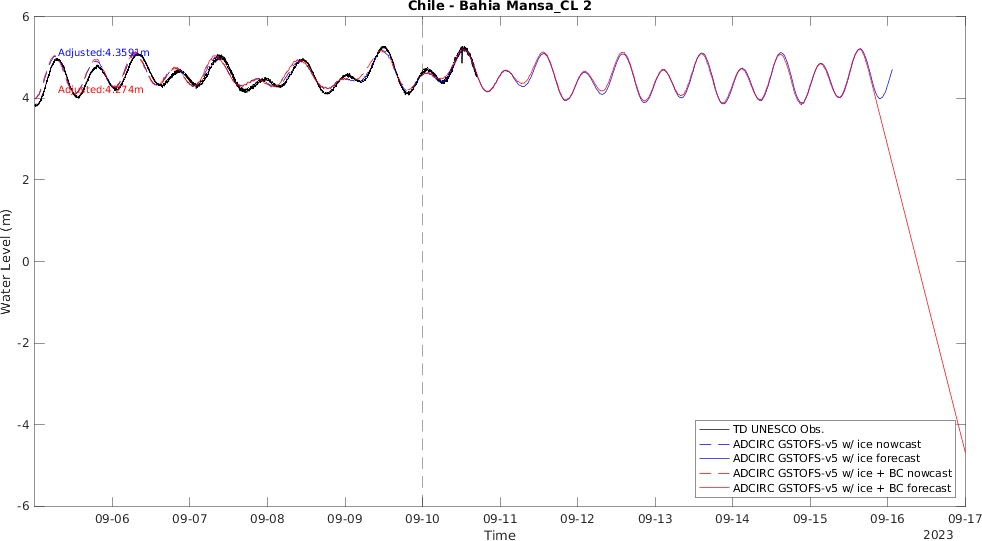 Chile - Bahia Mansa_CL 2
6
4
2
0
-2
-4
-6
Water Level (m)
Adjusted:4.3591m
Adjusted:4.274m
TD UNESCO Obs.
ADCIRC GSTOFS-v5 w/ ice nowcast
ADCIRC GSTOFS-v5 w/ ice forecast
ADCIRC GSTOFS-v5 w/ ice + BC nowcast
ADCIRC GSTOFS-v5 w/ ice + BC forecast
09-06 09-07 09-08 09-09 09-10 09-11 09-12 09-13 09-14 09-15 09-16 09-17
Time
2023